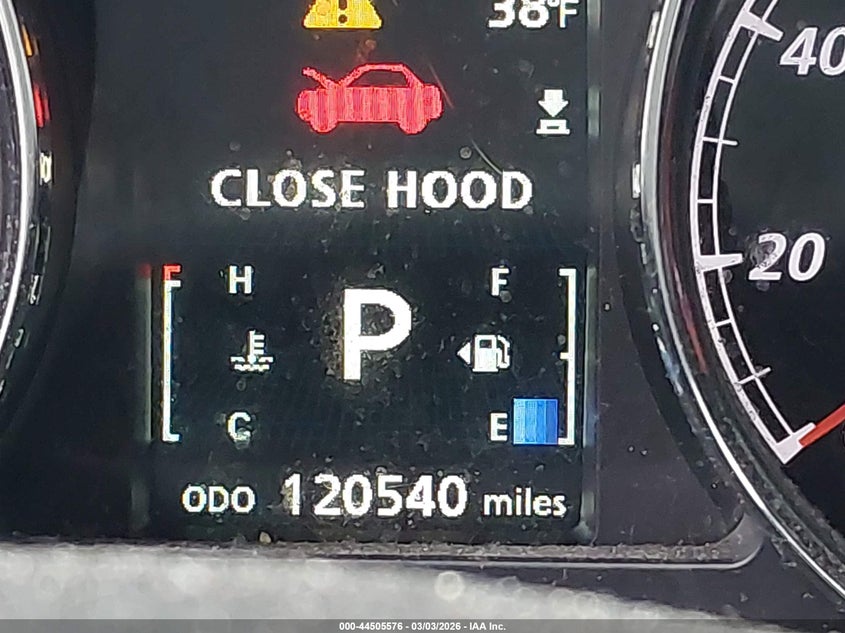 38°F
40
CLOSE HOOD
20
H
F
P
C
E
ODO 120540 miles
000-44505576 - 03/03/2026 - IAA Inc.